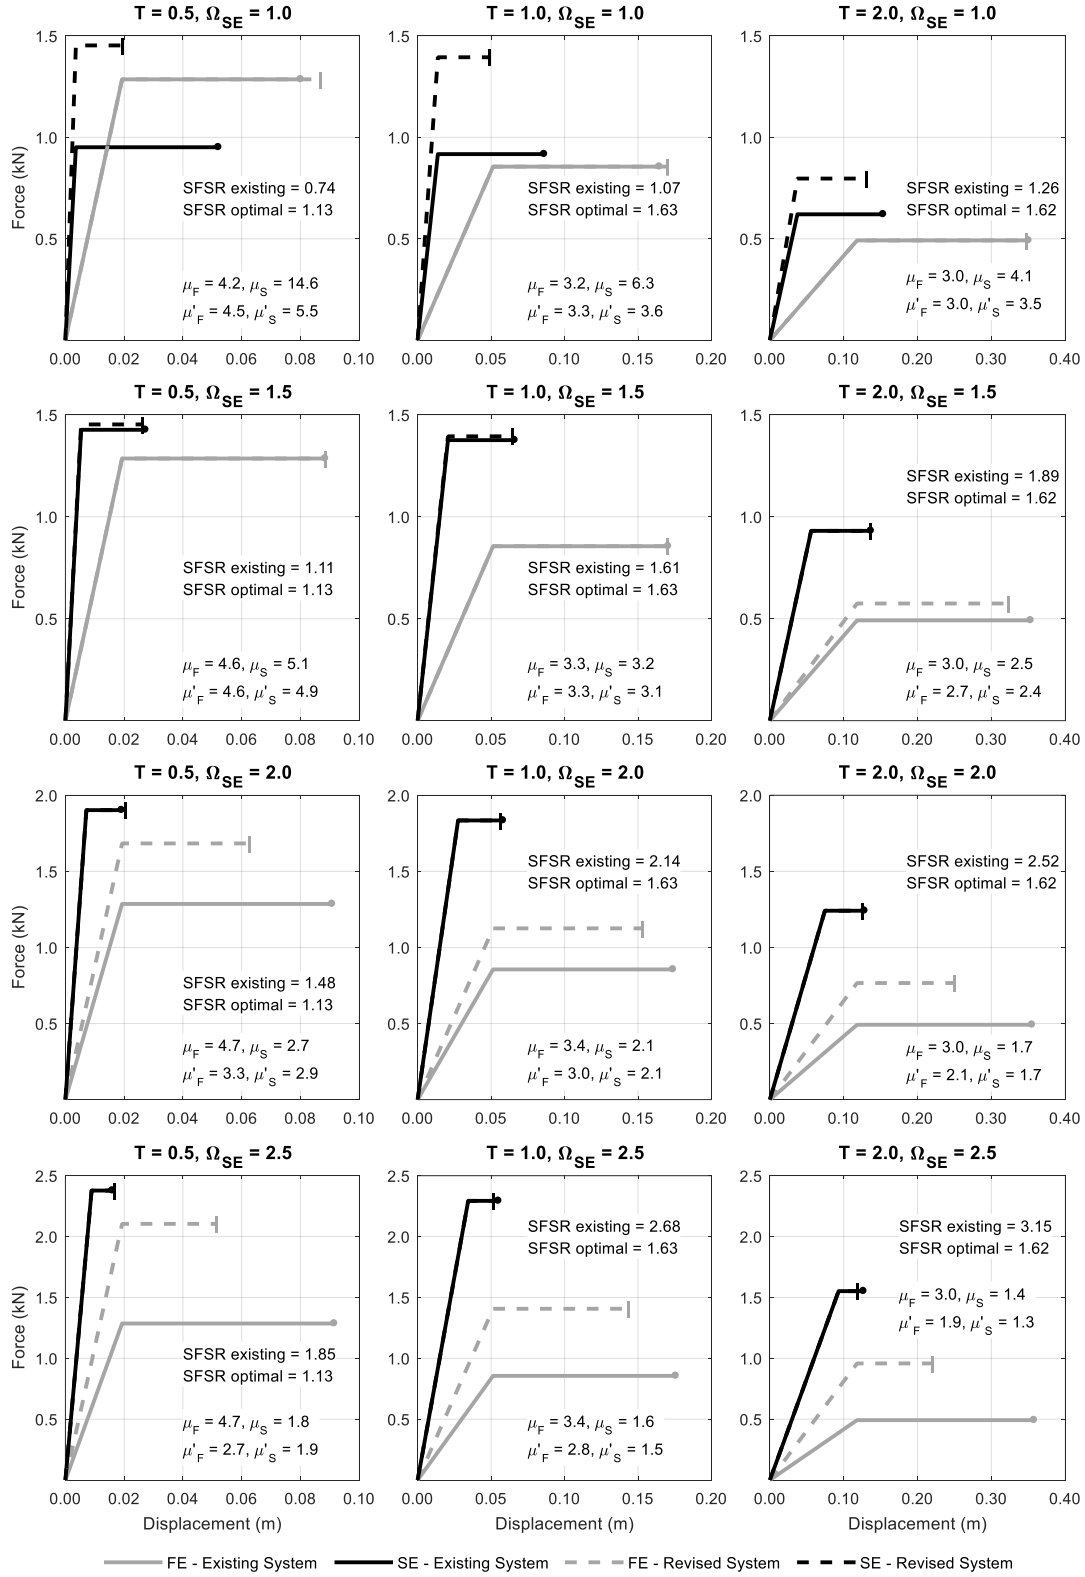 T = 0.5, ΩSE = 1.0
T = 1.0, ΩSE = 1.0
T = 2.0, ΩSE = 1.0
Force (kN)
1.5
1.0
0.5
SFSR existing = 0.74
SFSR optimal = 1.13
μF = 4.2, μS = 14.6
μ'F = 4.5, μ'S = 5.5
0.00 0.02 0.04 0.06 0.08 0.10
1.5
1.0
0.5
SFSR existing = 1.07
SFSR optimal = 1.63
μF = 3.2, μS = 6.3
μ'F = 3.3, μ'S = 3.6
0.00 0.05 0.10 0.15 0.20
1.5
1.0
0.5
SFSR existing = 1.26
SFSR optimal = 1.62
μF = 3.0, μS = 4.1
μ'F = 3.0, μ'S = 3.5
0.00 0.10 0.20 0.30 0.40
T = 0.5, ΩSE = 1.5
T = 1.0, ΩSE = 1.5
T = 2.0, ΩSE = 1.5
Force (kN)
1.5
1.0
0.5
SFSR existing = 1.11
SFSR optimal = 1.13
μF = 4.6, μS = 5.1
μ'F = 4.6, μ'S = 4.9
0.00 0.02 0.04 0.06 0.08 0.10
1.5
1.0
0.5
SFSR existing = 1.61
SFSR optimal = 1.63
μF = 3.3, μS = 3.2
μ'F = 3.3, μ'S = 3.1
0.00 0.05 0.10 0.15 0.20
1.5
1.0
0.5
SFSR existing = 1.89
SFSR optimal = 1.62
μF = 3.0, μS = 2.5
μ'F = 2.7, μ'S = 2.4
0.00 0.10 0.20 0.30 0.40
T = 0.5, ΩSE = 2.0
T = 1.0, ΩSE = 2.0
T = 2.0, ΩSE = 2.0
Force (kN)
2.0
1.5
1.0
0.5
SFSR existing = 1.48
SFSR optimal = 1.13
μF = 4.7, μS = 2.7
μ'F = 3.3, μ'S = 2.9
0.00 0.02 0.04 0.06 0.08 0.10
2.0
1.5
1.0
0.5
SFSR existing = 2.14
SFSR optimal = 1.63
μF = 3.4, μS = 2.1
μ'F = 3.0, μ'S = 2.1
0.00 0.05 0.10 0.15 0.20
2.0
1.5
1.0
0.5
SFSR existing = 2.52
SFSR optimal = 1.62
μF = 3.0, μS = 1.7
μ'F = 2.1, μ'S = 1.7
0.00 0.10 0.20 0.30 0.40
T = 0.5, ΩSE = 2.5
T = 1.0, ΩSE = 2.5
T = 2.0, ΩSE = 2.5
Force (kN)
2.5
2.0
1.5
1.0
0.5
SFSR existing = 1.85
SFSR optimal = 1.13
μF = 4.7, μS = 1.8
μ'F = 2.7, μ'S = 1.9
0.00 0.02 0.04 0.06 0.08 0.10
Displacement (m)
2.5
2.0
1.5
1.0
0.5
SFSR existing = 2.68
SFSR optimal = 1.63
μF = 3.4, μS = 1.6
μ'F = 2.8, μ'S = 1.5
0.00 0.05 0.10 0.15 0.20
Displacement (m)
2.5
2.0
1.5
1.0
0.5
SFSR existing = 3.15
SFSR optimal = 1.62
μF = 3.0, μS = 1.4
μ'F = 1.9, μ'S = 1.3
0.00 0.10 0.20 0.30 0.40
Displacement (m)
FE - Existing System SE - Existing System FE - Revised System SE - Revised System